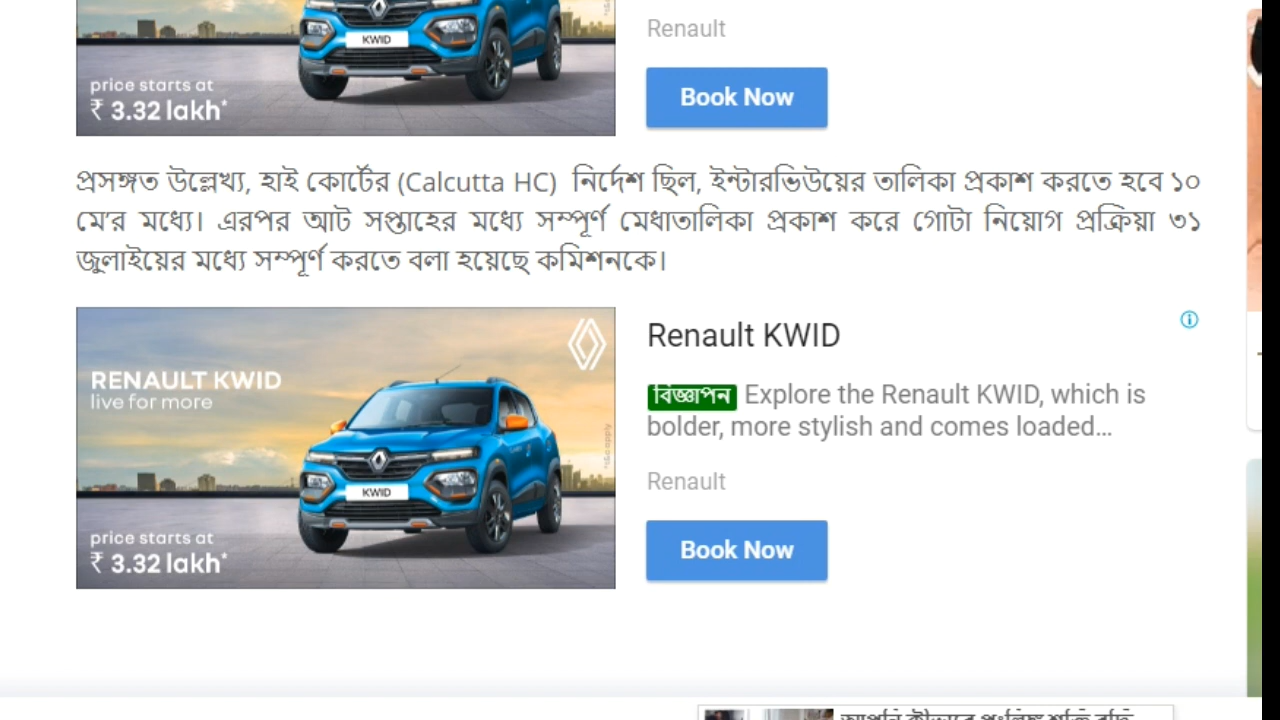 KWID
price starts at
₹ 3.32 lakh*
Renault
Book Now
প্রসঙ্গত উল্লেখ্য, হাই কোর্টের (Calcutta HC) নির্দেশ ছিল, ইন্টারভিউয়ের তালিকা প্রকাশ করতে হবে ১০
মে'র মধ্যে। এরপর আট সপ্তাহের মধ্যে সম্পূর্ণ মেধাতালিকা প্রকাশ করে গোটা নিয়োগ প্রক্রিয়া ৩১
জুলাইয়ের মধ্যে সম্পূর্ণ করতে বলা হয়েছে কমিশনকে।
RENAULT KWID
live for more
KWID
*t&c apply
price starts at
₹ 3.32 lakh*
Renault KWID
বিজ্ঞাপন Explore the Renault KWID, which is
bolder, more stylish and comes loaded...
Renault
Book Now